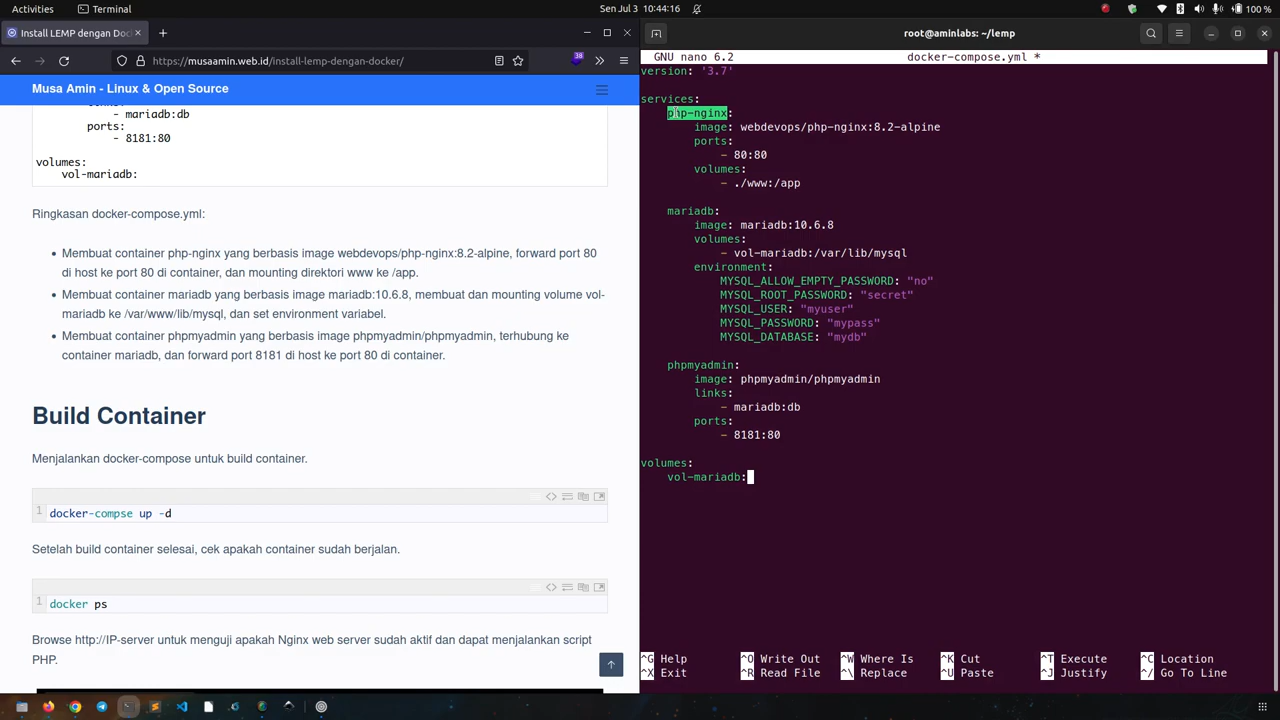 Activities
Terminal
Sen Jul 3 10:44:16
100 %
Install LEMP dengan Doc
https://musaamin.web.id/install-lemp-dengan-docker/
38
Musa Amin - Linux & Open Source
- mariadb:db
ports:
- 8181:80
volumes:
vol-mariadb:
Ringkasan docker-compose.yml:
Membuat container php-nginx yang berbasis image webdevops/php-nginx:8.2-alpine, forward port 80
di host ke port 80 di container, dan mounting direktori www ke /app.
Membuat container mariadb yang berbasis image mariadb:10.6.8, membuat dan mounting volume vol-
mariadb ke /var/www/lib/mysql, dan set environment variabel.
Membuat container phpmyadmin yang berbasis image phpmyadmin/phpmyadmin, terhubung ke
container mariadb, dan forward port 8181 di host ke port 80 di container.
Build Container
Menjalankan docker-compose untuk build container.
1 docker-compse up -d
Setelah build container selesai, cek apakah container sudah berjalan.
1 docker ps
Browse http://IP-server untuk menguji apakah Nginx web server sudah aktif dan dapat menjalankan script
PHP.
root@aminlabs: ~/lemp
GNU nano 6.2 docker-compose.yml *
version: '3.7'
services:
php-nginx:
image: webdevops/php-nginx:8.2-alpine
ports:
- 80:80
volumes:
- ./www:/app
mariadb:
image: mariadb:10.6.8
volumes:
- vol-mariadb:/var/lib/mysql
environment:
MYSQL_ALLOW_EMPTY_PASSWORD: "no"
MYSQL_ROOT_PASSWORD: "secret"
MYSQL_USER: "myuser"
MYSQL_PASSWORD: "mypass"
MYSQL_DATABASE: "mydb"
phpmyadmin:
image: phpmyadmin/phpmyadmin
links:
- mariadb:db
ports:
- 8181:80
volumes:
vol-mariadb:
^G Help ^O Write Out ^W Where Is ^K Cut ^T Execute ^C Location
^X Exit ^R Read File ^\ Replace ^U Paste ^J Justify ^/ Go To Line